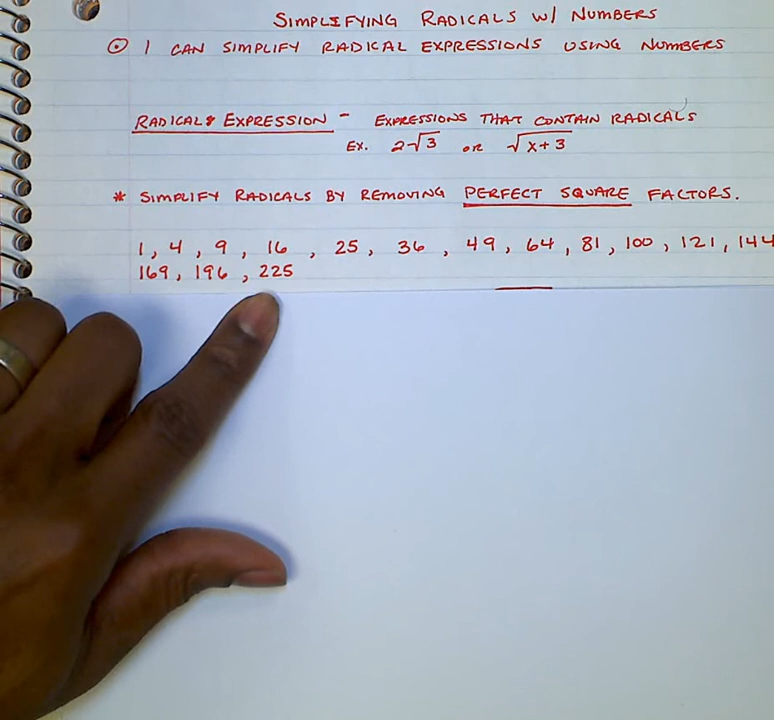 SIMPLIFYING RADICALS W/ NUMBERS
I CAN SIMPLIFY RADICAL EXPRESSIONS USING NUMBERS
RADICAL EXPRESSION - EXPRESSIONS THAT CONTAIN RADICALS
EX. 2√3 OR √x+3
* SIMPLIFY RADICALS BY REMOVING PERFECT SQUARE FACTORS.
1, 4, 9, 16, 25, 36, 49, 64, 81, 100, 121, 144
169, 196, 225